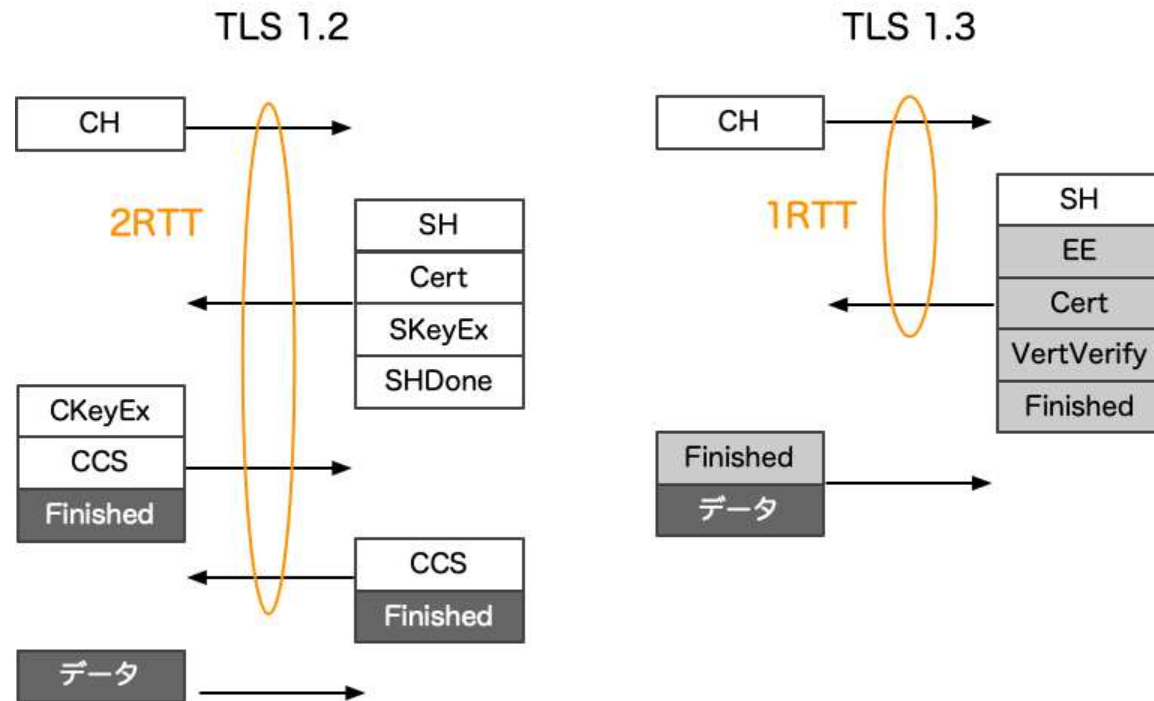 TLS 1.2
CH
2RTT
SH
Cert
SKeyEx
SHDone
CKeyEx
CCS
Finished
CCS
Finished
データ
TLS 1.3
CH
1RTT
SH
EE
Cert
VertVerify
Finished
Finished
データ